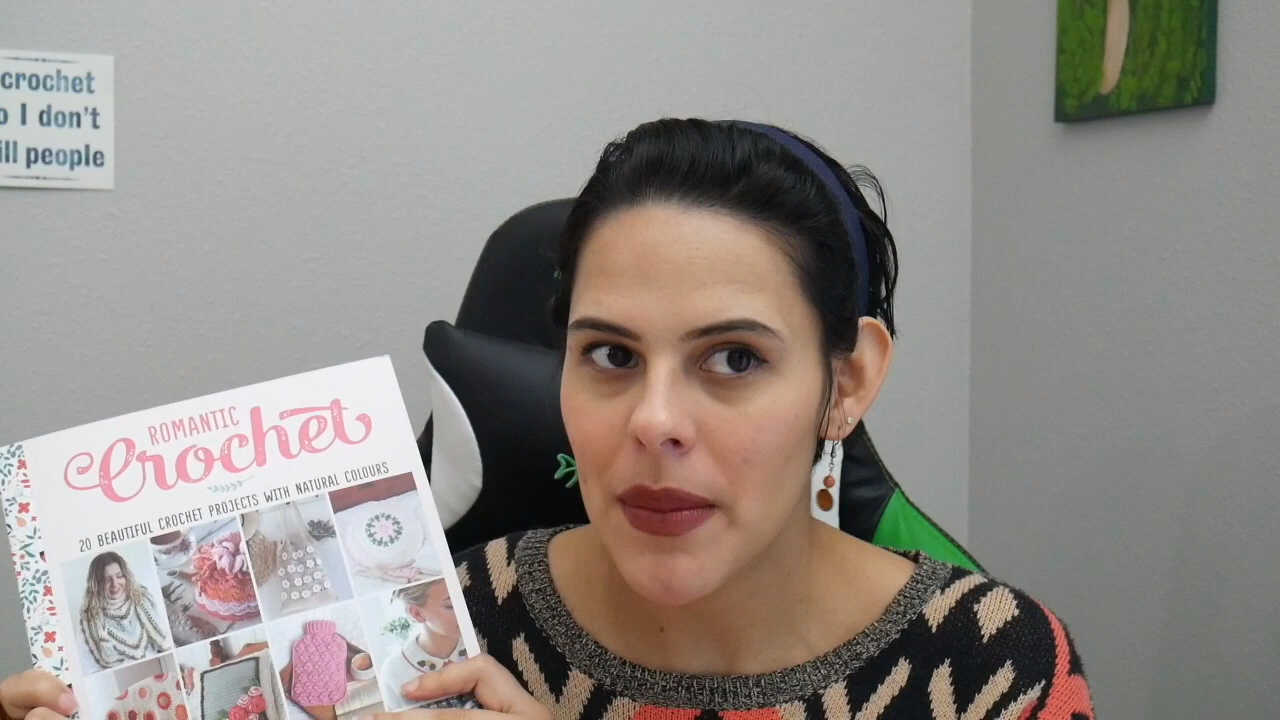 crochet
o I don't
ill people
ROMANTIC
Crochet
20 BEAUTIFUL CROCHET PROJECTS WITH NATURAL COLOURS